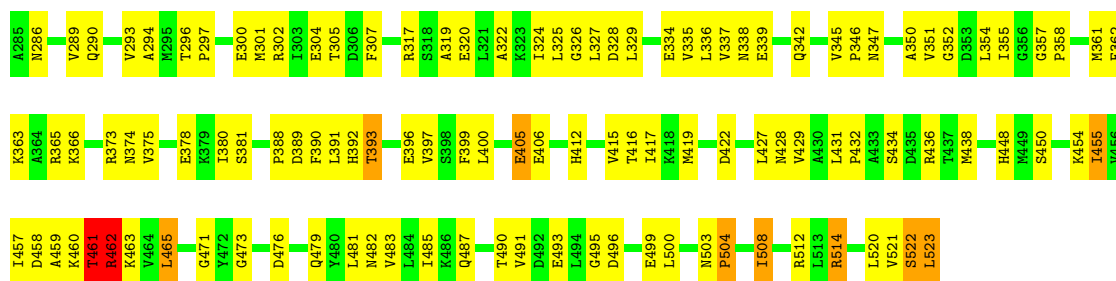 A285 N286 V289 Q290 V293 A294 M295 T296 P297 E300 M301 R302 I303 E304 T305 D306 F307 R317 S318 A319 E320 L321 A322 K323 I324 L325 G326 L327 D328 L329 E334 V335 L336 V337 N338 E339 Q342 V345 P346 N347 A350 V351 G352 D353 L354 I355 G356 G357 P358 M361
K363 A364 R365 K366 R373 N374 V375 E378 K379 I380 S381 P388 D389 F390 L391 H392 T393 E396 V397 S398 F399 L400 E405 E406 H412 V415 T416 I417 K418 M419 D422 L427 N428 V429 A430 L431 P432 A433 S434 D435 R436 T437 M438 H448 M449 S450 K454 I455
I457 D458 A459 K460 T461 R462 K463 V464 L465 G471 Y472 G473 D476 Q479 Y480 L481 N482 V483 L484 I485 K486 Q487 T490 V491 D492 E493 L494 G495 D496 E499 L500 N503 P504 I508 R512 L513 R514 L520 V521 S522 L523